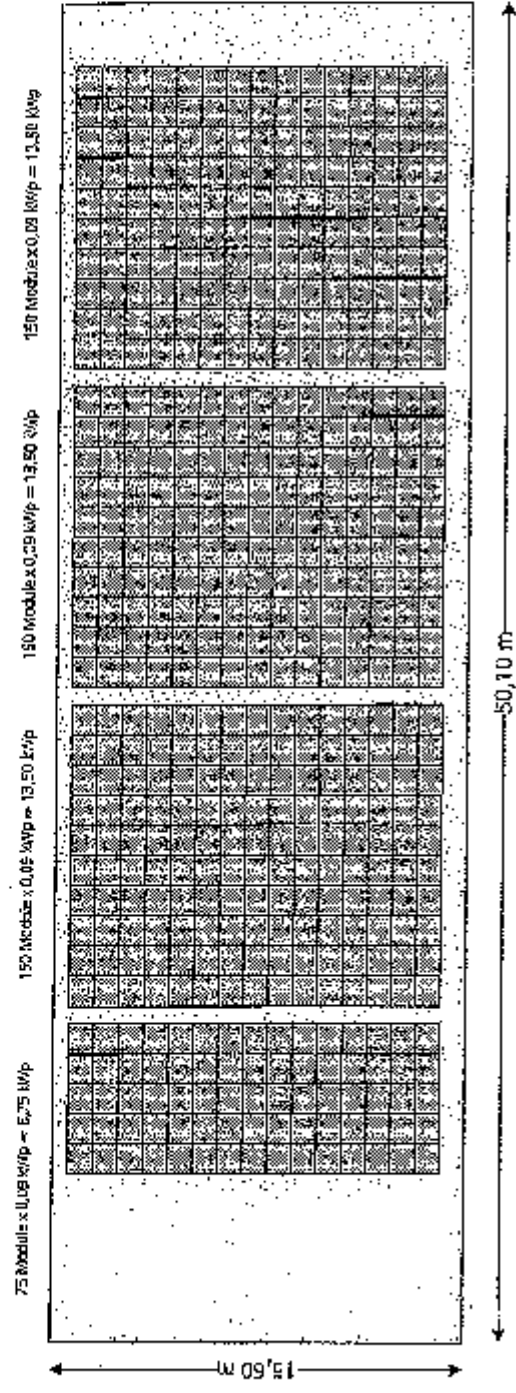 75 Module x 0,09 kWp = 6,75 kWp
150 Module x 0,09 kWp = 13,50 kWp
150 Module x 0,09 kWp = 13,50 kWp
150 Module x 0,09 kWp = 13,50 kWp
50,10 m
15,60 m